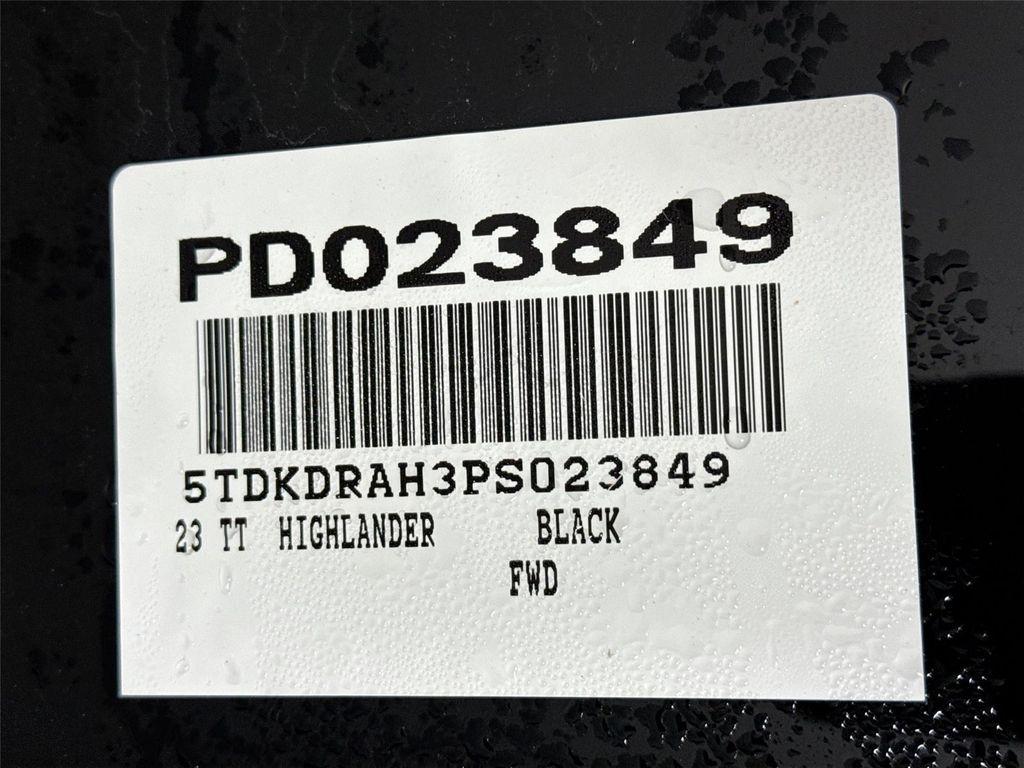 PD023849
5TDKDRAH3PS023849
23 TT HIGHLANDER BLACK
FWD